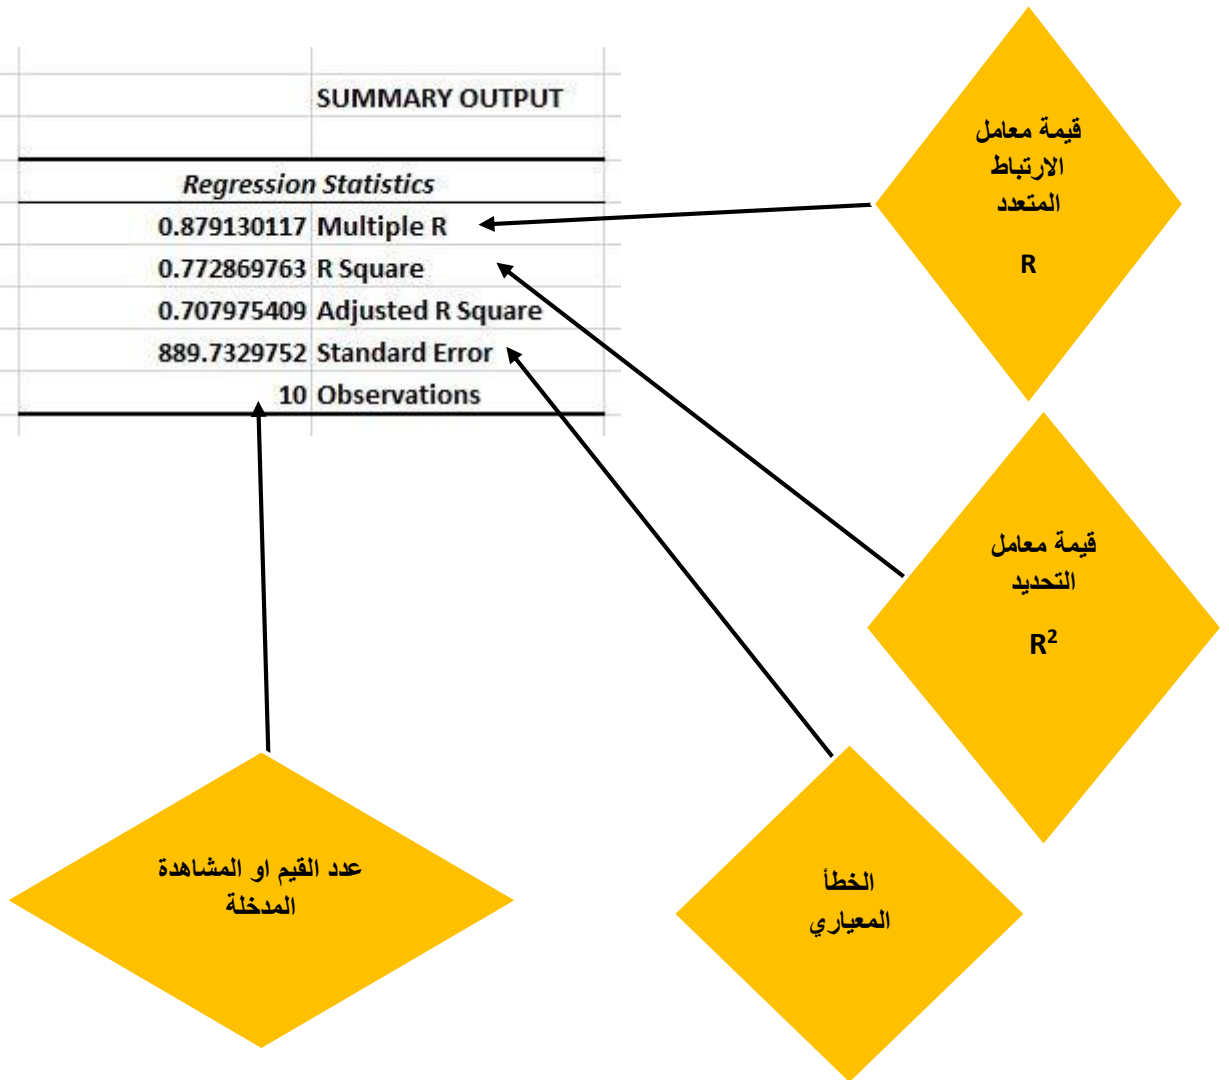 SUMMARY OUTPUT
Regression Statistics
0.879130117 Multiple R
0.772869763 R Square
0.707975409 Adjusted R Square
889.7329752 Standard Error
10 Observations
قيمة معامل
الارتباط
المتعدد
R
قيمة معامل
التحديد
R²
الخطأ
المعياري
عدد القيم او المشاهدة
المدخلة